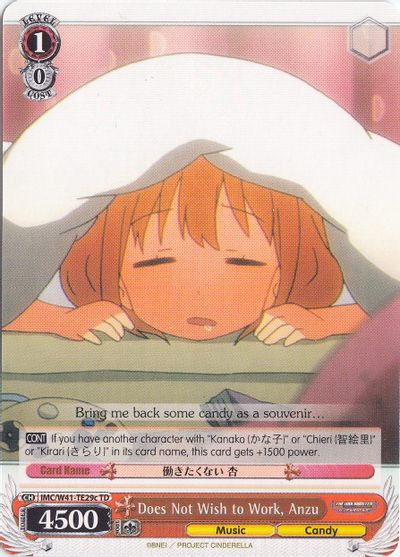 LEVEL
1
0
COST
Bring me back some candy as a souvenir…
CONT If you have another character with "Kanako (かな子)" or "Chieri (智絵里)"
or "Kirari (きらり)" in its card name, this card gets +1500 power.
Card Name 働きたくない 杏
CH IMC/W41-TE29c TD
POWER 4500 SOUL Does Not Wish to Work, Anzu
Music Candy
©BNEI / PROJECT CINDERELLA